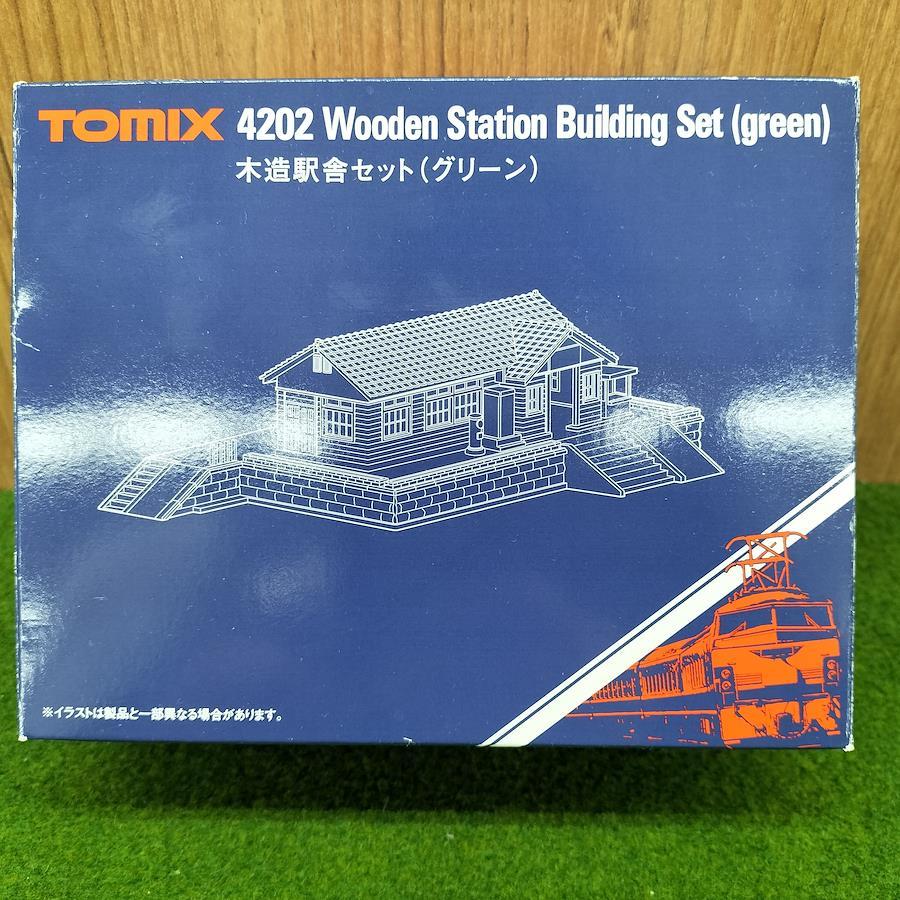 TOMIX 4202 Wooden Station Building Set (green)
木造駅舎セット(グリーン)
※イラストは製品と一部異なる場合があります。